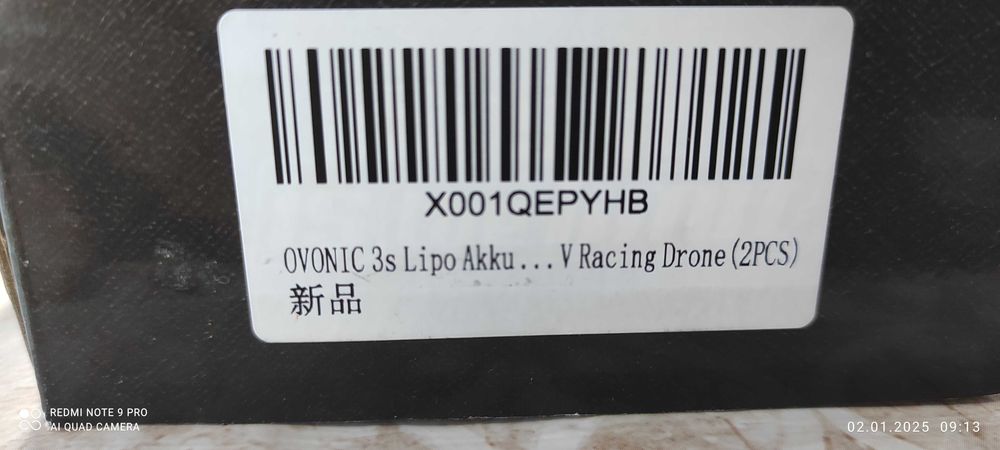 X001QEPYHB
OVONIC 3s Lipo Akku...V Racing Drone(2PCS)
新品
REDMI NOTE 9 PRO
AI QUAD CAMERA
02.01.2025 09:13